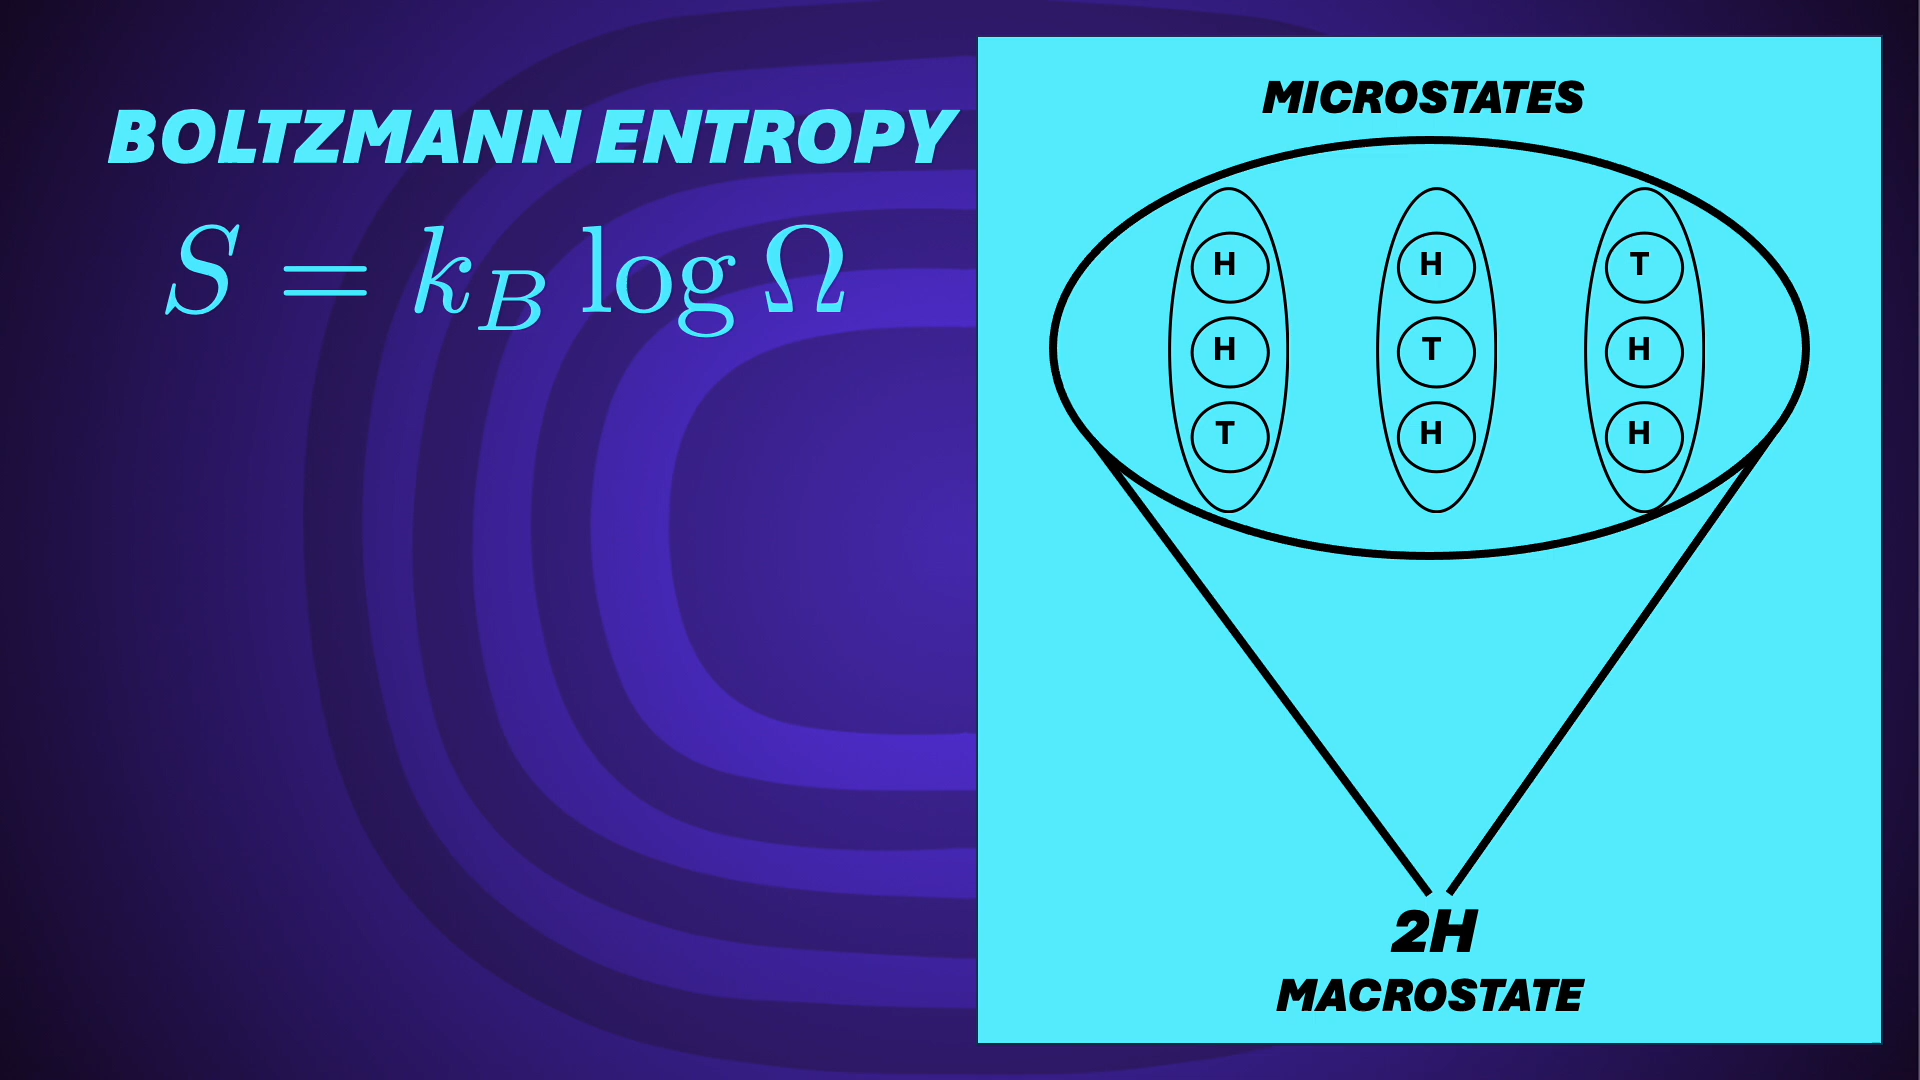 BOLTZMANN ENTROPY
S = k_B log Ω
MICROSTATES
H H T
H T H
T H H
2H
MACROSTATE